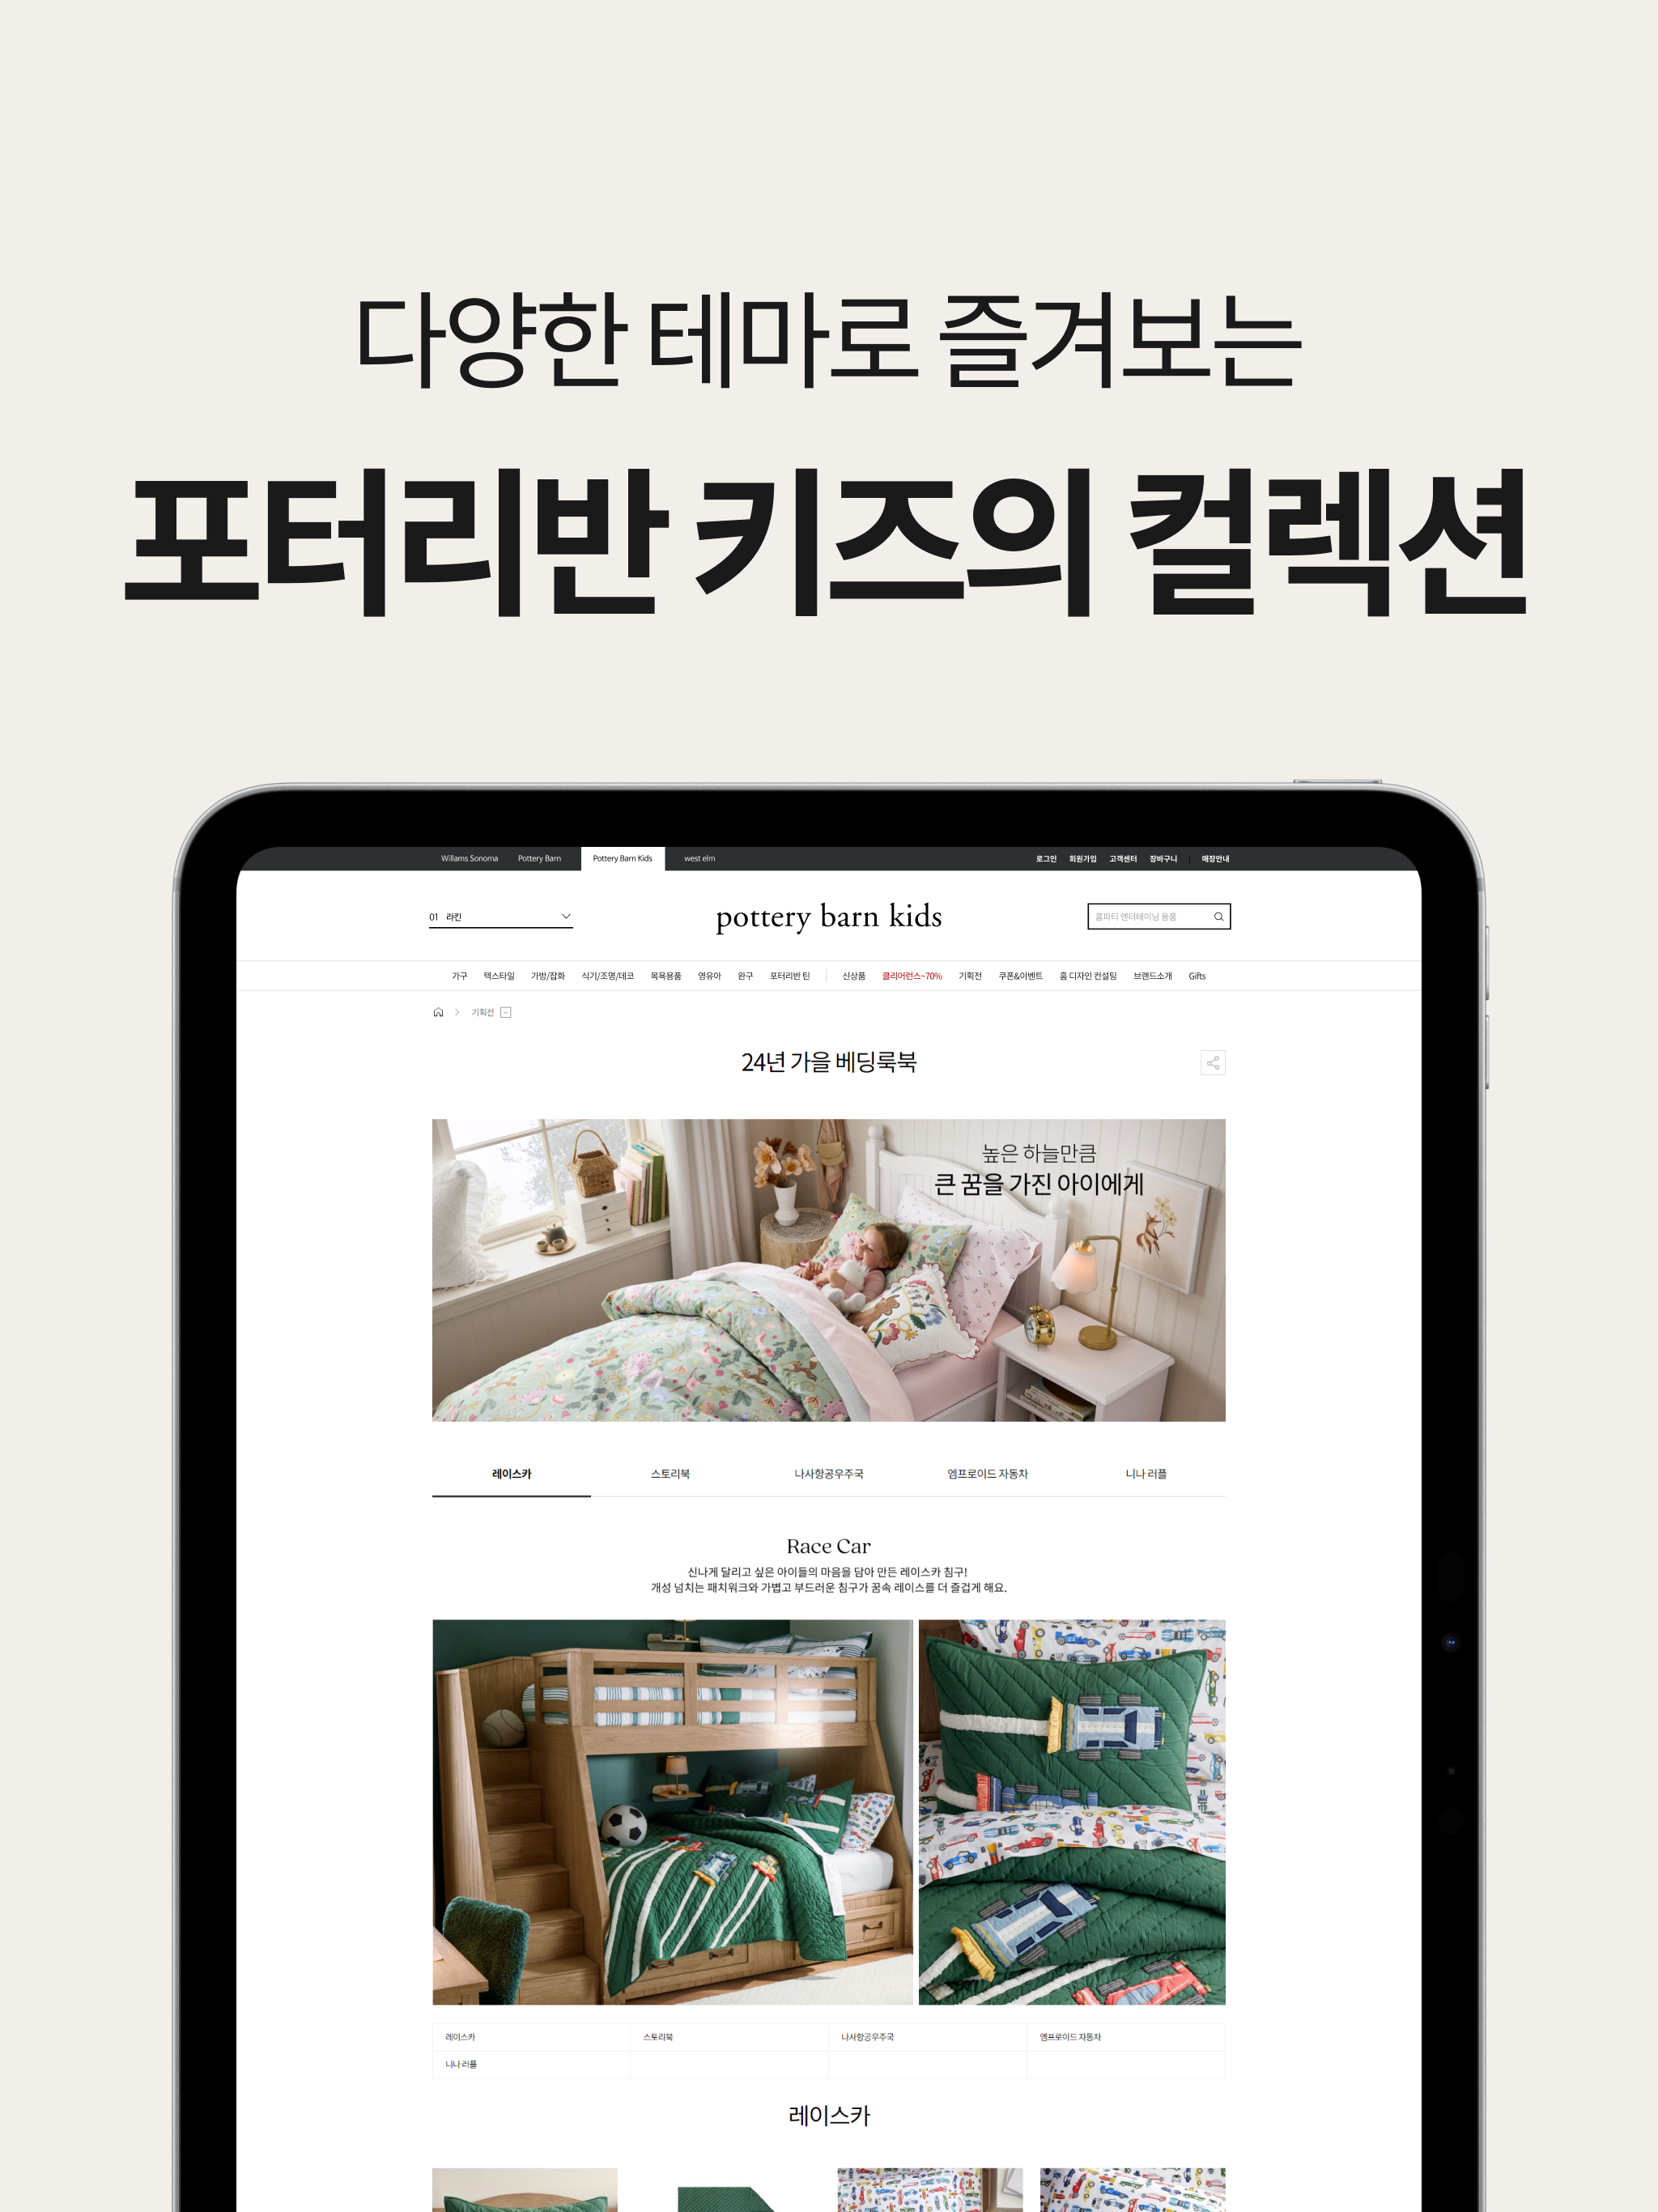 다양한 테마로 즐겨보는
포터리반 키즈의 컬렉션
Willams Sonoma Pottery Barn Pottery Barn Kids west elm 로그인 회원가입 고객센터 장바구니 매장안내
01 라킨 pottery barn kids 홈파티 엔터테이닝 용품
가구 텍스타일 가방/잡화 식기/조명/데코 목욕용품 영유아 완구 포터리반 틴 신상품 클리어런스~70% 기획전 쿠폰&이벤트 홈 디자인 컨설팅 브랜드소개 Gifts
기획전
24년 가을 베딩룩북
높은 하늘만큼
큰 꿈을 가진 아이에게
레이스카 스토리북 나사항공우주국 엠프로이드 자동차 니나 러플
Race Car
신나게 달리고 싶은 아이들의 마음을 담아 만든 레이스카 침구!
개성 넘치는 패치워크와 가볍고 부드러운 침구가 꿈속 레이스를 더 즐겁게 해요.
레이스카 스토리북 나사항공우주국 엠프로이드 자동차
니나 러플
레이스카